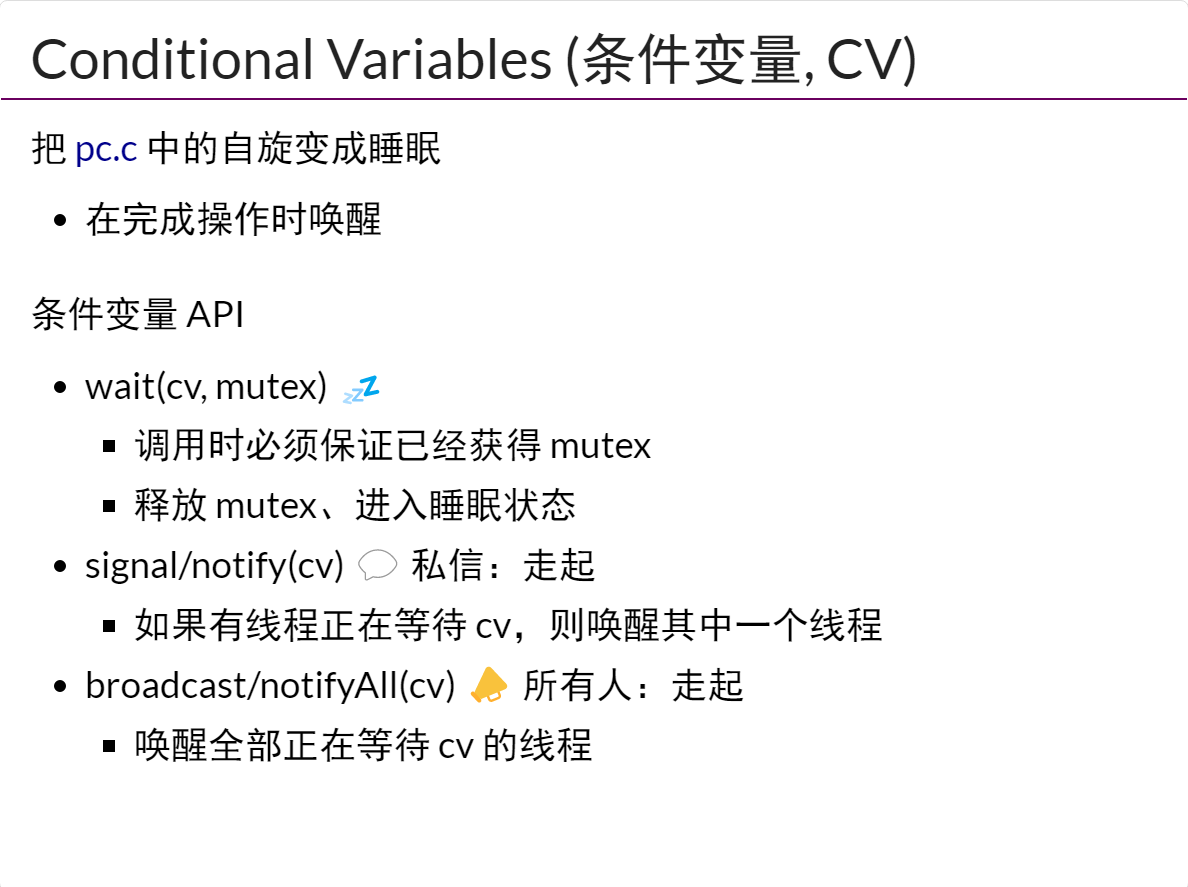 Conditional Variables (条件变量, CV)
把 pc.c 中的自旋变成睡眠
• 在完成操作时唤醒
条件变量 API
• wait(cv, mutex) 💤
▪ 调用时必须保证已经获得 mutex
▪ 释放 mutex、进入睡眠状态
• signal/notify(cv) 💬 私信：走起
▪ 如果有线程正在等待 cv，则唤醒其中一个线程
• broadcast/notifyAll(cv) 📣 所有人：走起
▪ 唤醒全部正在等待 cv 的线程